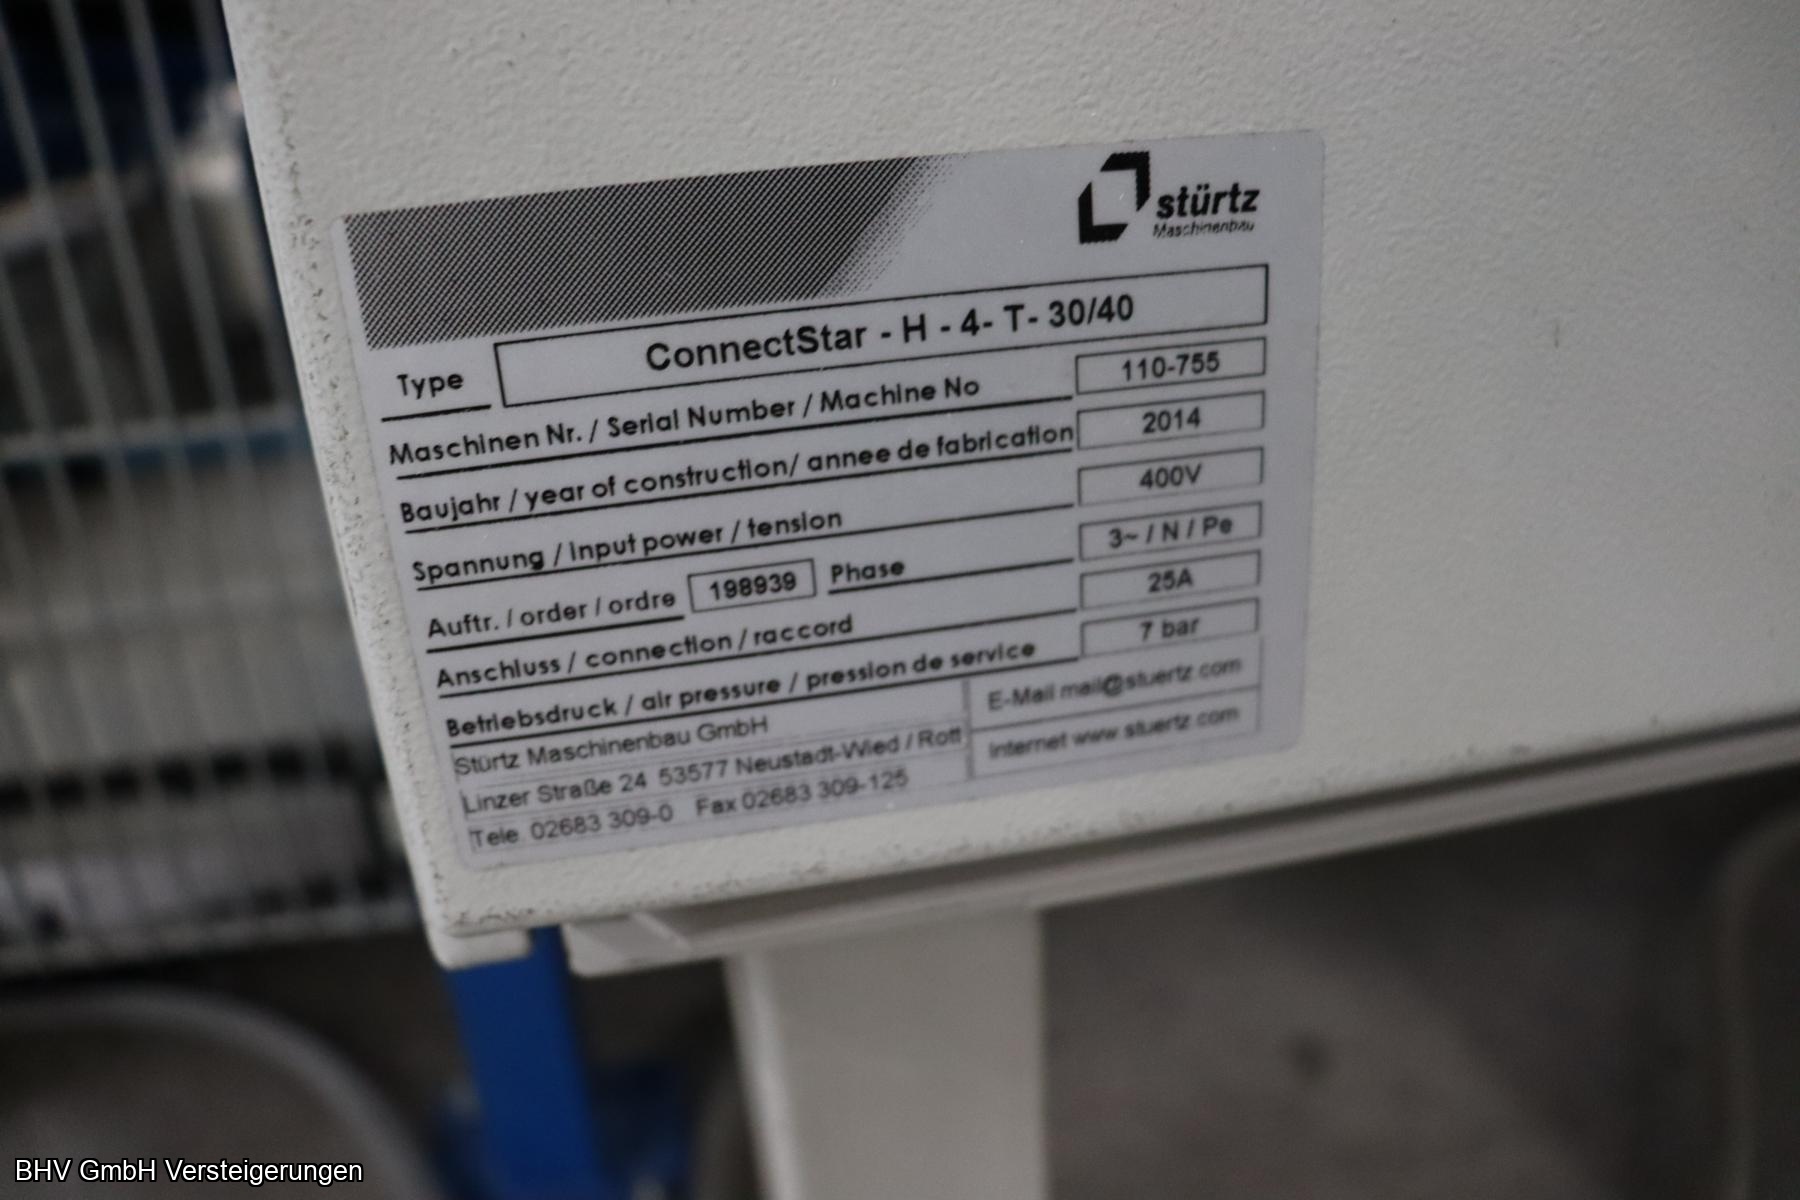 stürtz
Maschinenbau
Type ConnectStar - H - 4- T- 30/40
Maschinen Nr. / Serial Number / Machine No 110-755
Baujahr / year of construction/ annee de fabrication 2014
Spannung / Input power / tension 400V
Auftr. / order / ordre 198939 Phase 3~ / N / Pe
Anschluss / connection / raccord 25A
Betriebsdruck / air pressure / pression de service 7 bar
Stürtz Maschinenbau GmbH E-Mail mail@stuertz.com
Linzer Straße 24 53577 Neustadt-Wied / Rott Internet www stuertz.com
Tele. 02683 309-0 Fax 02683 309-125
BHV GmbH Versteigerungen